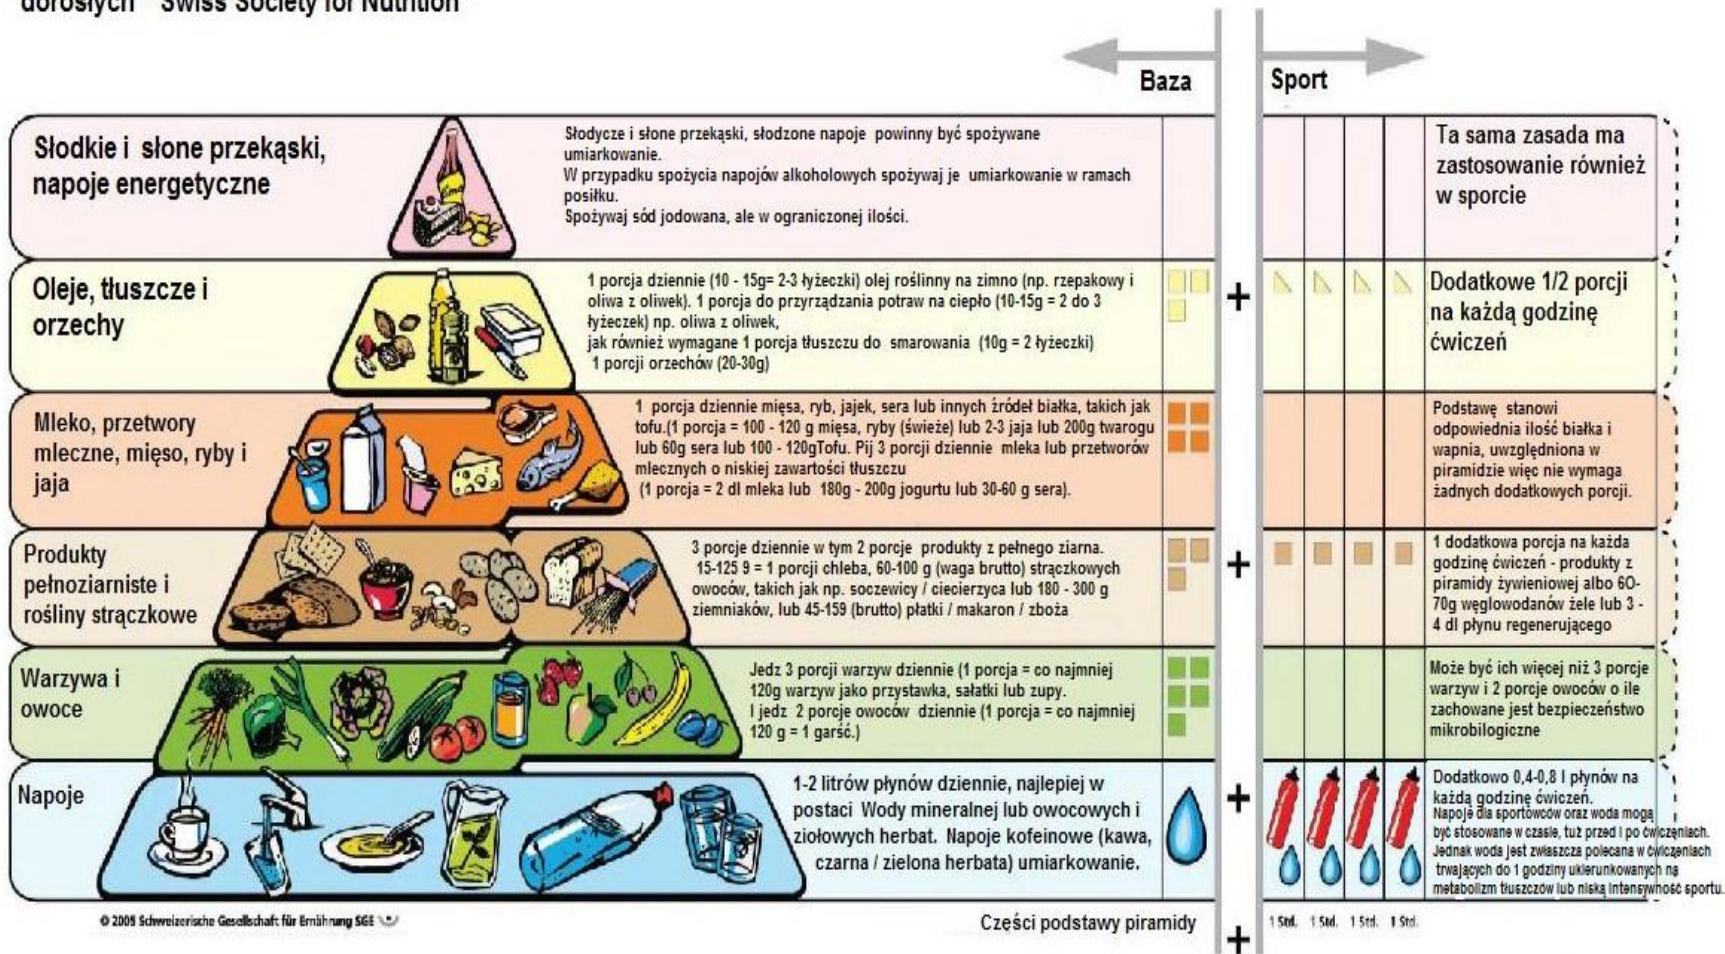 dorosłych Swiss Society for Nutrition
Baza
Sport
Słodkie i słone przekąski,
napoje energetyczne
Słodycze i słone przekąski, słodzone napoje powinny być spożywane
umiarkowanie.
W przypadku spożycia napojów alkoholowych spożywaj je umiarkowanie w ramach
posiłku.
Spożywaj sód jodowana, ale w ograniczonej ilości.
Ta sama zasada ma
zastosowanie również
w sporcie
Oleje, tłuszcze i
orzechy
1 porcja dziennie (10 - 15g= 2-3 łyżeczki) olej roślinny na zimno (np. rzepakowy i
oliwa z oliwek). 1 porcja do przyrządzania potraw na ciepło (10-15g = 2 do 3
łyżeczek) np. oliwa z oliwek,
jak również wymagane 1 porcja tłuszczu do smarowania (10g = 2 łyżeczki)
1 porcji orzechów (20-30g)
+
Dodatkowe 1/2 porcji
na każdą godzinę
ćwiczeń
Mleko, przetwory
mleczne, mięso, ryby i
jaja
1 porcja dziennie mięsa, ryb, jajek, sera lub innych źródeł białka, takich jak
tofu.(1 porcja = 100 - 120 g mięsa, ryby (świeże) lub 2-3 jaja lub 200g twarogu
lub 60g sera lub 100 - 120gTofu. Pij 3 porcji dziennie mleka lub przetworów
mlecznych o niskiej zawartości tłuszczu
(1 porcja = 2 dl mleka lub 180g - 200g jogurtu lub 30-60 g sera).
Podstawę stanowi
odpowiednia ilość białka i
wapnia, uwzględniona w
piramidzie więc nie wymaga
żadnych dodatkowych porcji.
Produkty
pełnoziarniste i
rośliny strączkowe
3 porcje dziennie w tym 2 porcje produkty z pełnego ziarna.
15-125 9 = 1 porcji chleba, 60-100 g (waga brutto) strączkowych
owoców, takich jak np. soczewicy / ciecierzyca lub 180 - 300 g
ziemniaków, lub 45-159 (brutto) płatki / makaron / zboża
+
1 dodatkowa porcja na każda
godzinę ćwiczeń - produkty z
piramidy żywieniowej albo 6O-
70g węglowodanów żele lub 3 -
4 dl płynu regenerującego
Warzywa i
owoce
Jedz 3 porcji warzyw dziennie (1 porcja = co najmniej
120g warzyw jako przystawka, sałatki lub zupy.
I jedz 2 porcje owoców dziennie (1 porcja = co najmniej
120 g = 1 garść.)
Może być ich więcej niż 3 porcje
warzyw i 2 porcje owoców o ile
zachowane jest bezpieczeństwo
mikrobilogiczne
Napoje
1-2 litrów płynów dziennie, najlepiej w
postaci Wody mineralnej lub owocowych i
ziołowych herbat. Napoje kofeinowe (kawa,
czarna / zielona herbata) umiarkowanie.
+
Dodatkowo 0,4-0,8 l płynów na
każdą godzinę ćwiczeń.
Napoje dla sportowców oraz woda mogą
być stosowane w czasie, tuż przed i po ćwiczeniach.
Jednak woda jest zwłaszcza polecana w ćwiczeniach
trwających do 1 godziny ukierunkowanych na
metabolizm tłuszczów lub niską intensywność sportu.
© 2005 Schweizerische Gesellschaft für Ernährung SGE
Części podstawy piramidy
+
1 Std. 1 Std. 1 Std. 1 Std.